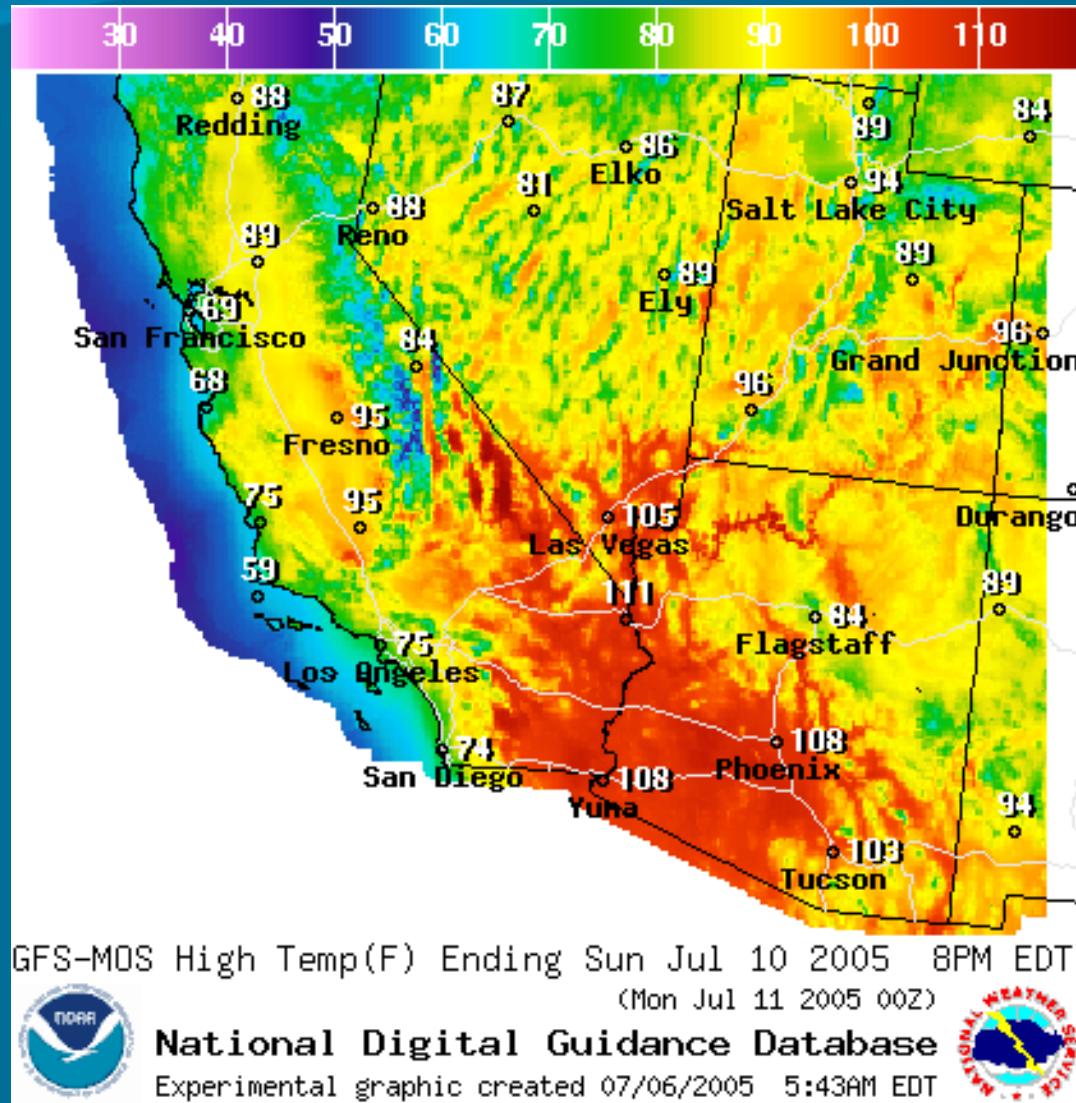 30 40 50 60 70 80 90 100 110
88
Redding
87
86
Elko
89
84
81
94
Salt Lake City
88
Reno
89
89
89
Ely
69
San Francisco
84
96
Grand Junction
68
95
Fresno
96
75
95
105
Las Vegas
Durango
59
111
89
84
Flagstaff
75
Los Angeles
74
San Diego
108
Phoenix
108
Yuma
94
103
Tucson
GFS-MOS High Temp(F) Ending Sun Jul 10 2005 8PM EDT
(Mon Jul 11 2005 00Z)
NOAA
National Digital Guidance Database
Experimental graphic created 07/06/2005 5:43AM EDT
NATIONAL WEATHER SERVICE